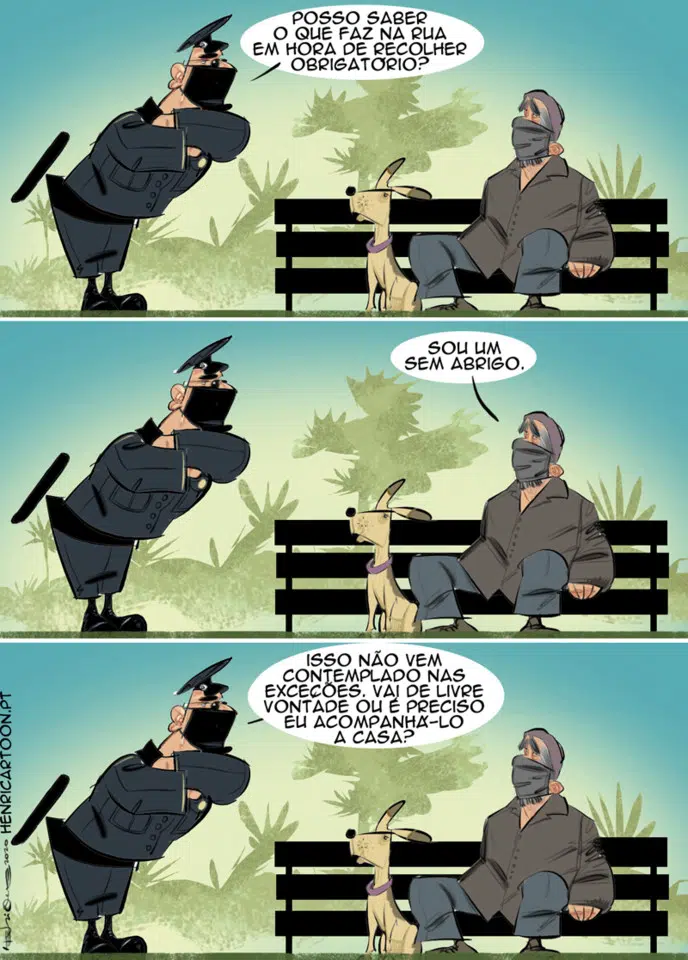 POSSO SABER
O QUE FAZ NA RUA
EM HORA DE RECOLHER
OBRIGATÓRIO?
SOU UM
SEM ABRIGO.
ISSO NÃO VEM
CONTEMPLADO NAS
EXCEÇÕES. VAI DE LIVRE
VONTADE OU É PRECISO
EU ACOMPANHÁ-LO
A CASA?
HENRICARTOON.PT
2020